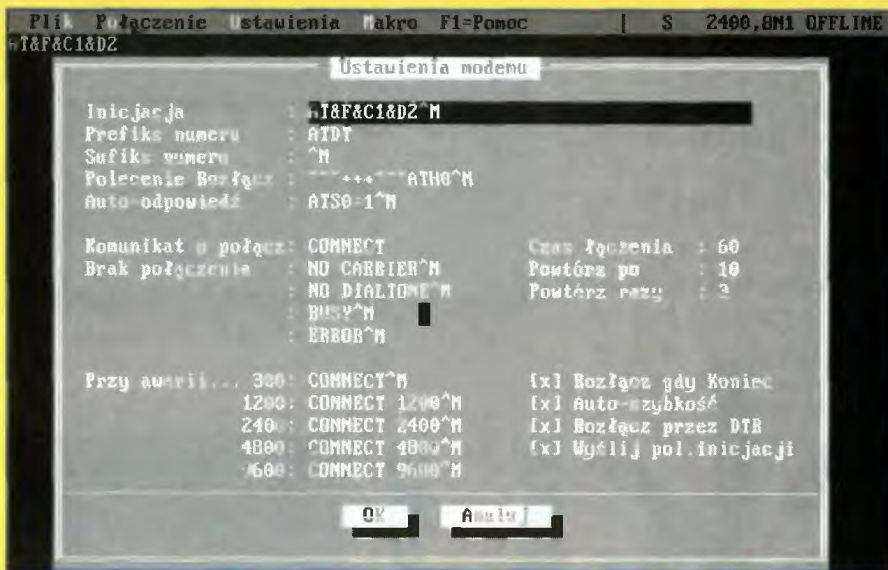 Plik Połączenie Ustawienia Makro F1=Pomoc | S 2400,8N1 OFFLINE
AT&F&C1&D2
Ustawienia modemu
Inicjacja : AT&F&C1&D2^M
Prefiks numeru : ATDT
Sufiks numeru : ^M
Polecenie Rozłącz : ~~~+++~~~ATH0^M
Auto-odpowiedź : ATS0=1^M
Komunikat o połącz: CONNECT Czas łączenia : 60
Brak połączenia : NO CARRIER^M Powtórz po : 10
: NO DIALTONE^M Powtórz razy : 3
: BUSY^M
: ERROR^M
Przy awarii... 300: CONNECT^M [x] Rozłącz gdy Koniec
1200: CONNECT 1200^M [x] Auto-szybkość
2400: CONNECT 2400^M [x] Rozłącz przez DTR
4800: CONNECT 4800^M [x] Wyślij pol.inicjacji
9600: CONNECT 9600^M
OK Anuluj